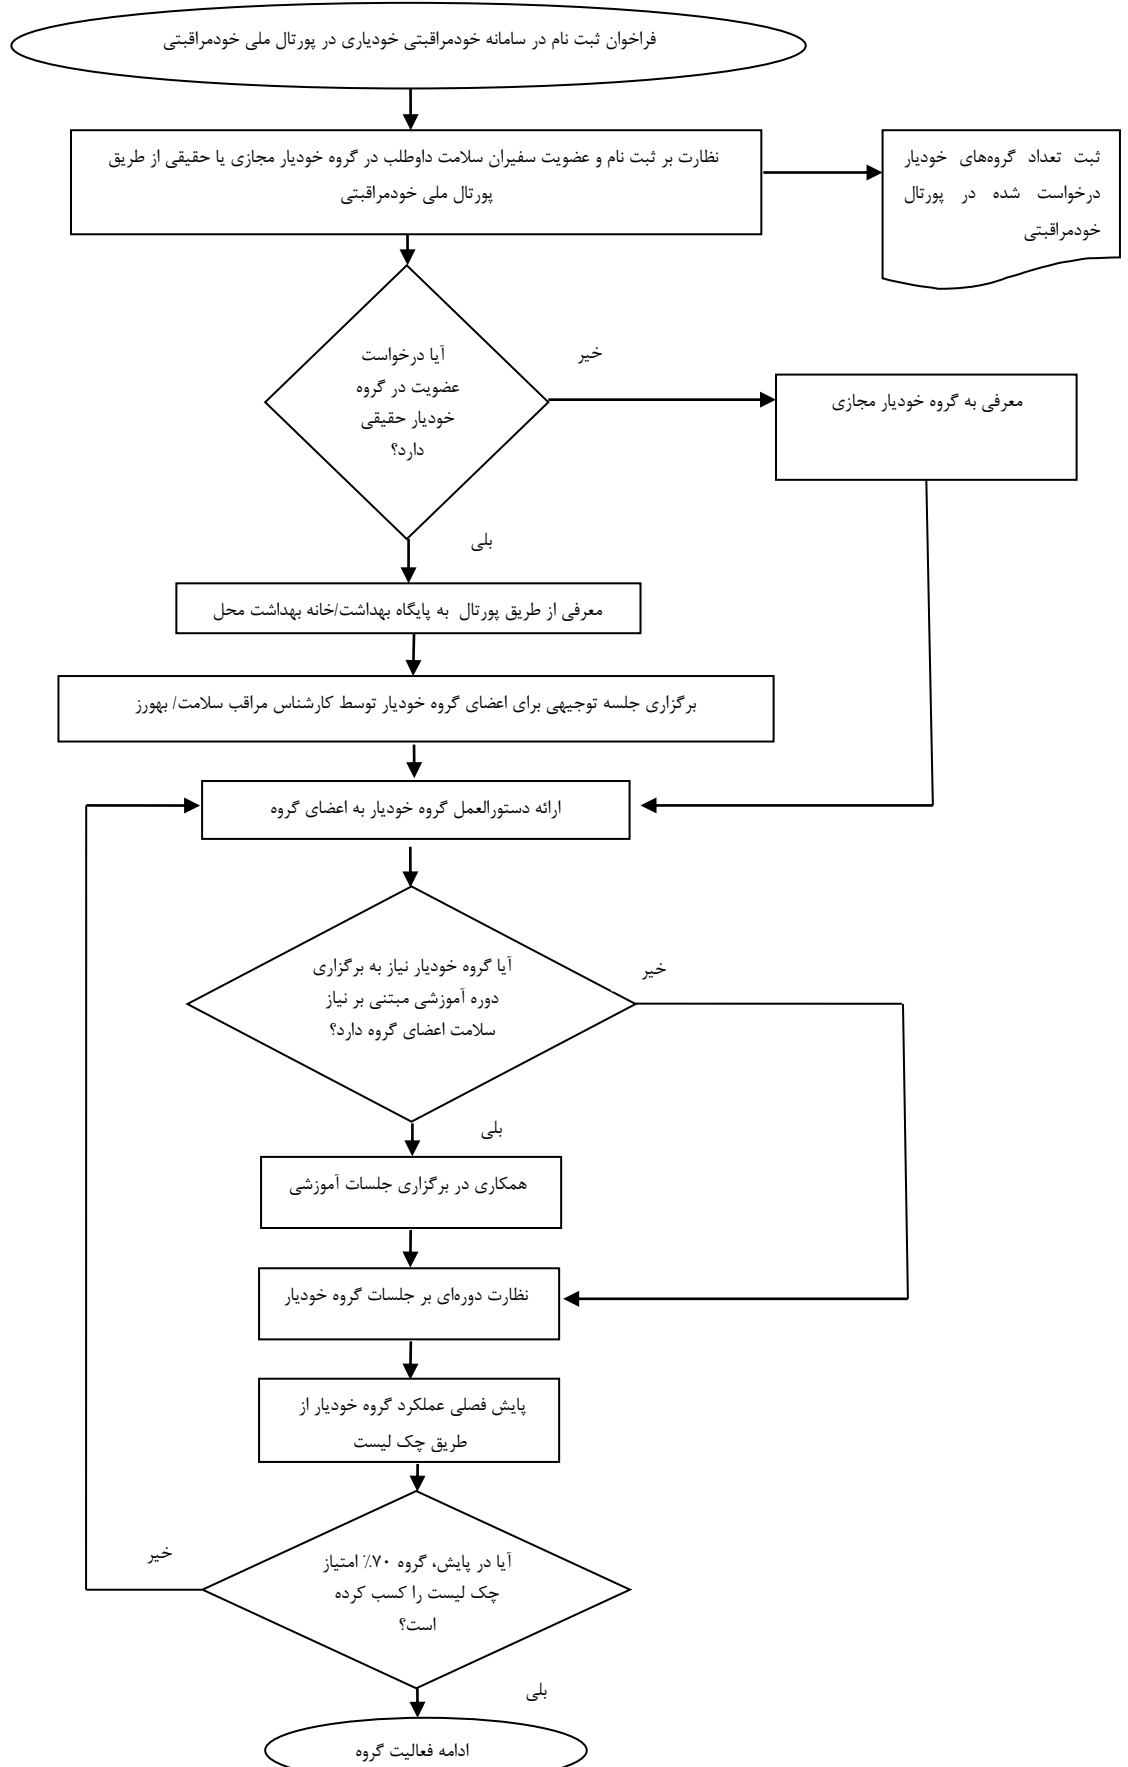 فراخوان ثبت نام در سامانه خودمراقبتی خودیاری در پورتال ملی خودمراقبتی
نظارت بر ثبت نام و عضویت سفیران سلامت داوطلب در گروه خودیار مجازی یا حقیقی از طریق
پورتال ملی خودمراقبتی
ثبت تعداد گروه‌های خودیار
درخواست شده در پورتال
خودمراقبتی
آیا درخواست
عضویت در گروه
خودیار حقیقی
دارد؟
خیر
معرفی به گروه خودیار مجازی
بلی
معرفی از طریق پورتال به پایگاه بهداشت/خانه بهداشت محل
برگزاری جلسه توجیهی برای اعضای گروه خودیار توسط کارشناس مراقب سلامت/ بهورز
ارائه دستورالعمل گروه خودیار به اعضای گروه
آیا گروه خودیار نیاز به برگزاری
دوره آموزشی مبتنی بر نیاز
سلامت اعضای گروه دارد؟
خیر
بلی
همکاری در برگزاری جلسات آموزشی
نظارت دوره‌ای بر جلسات گروه خودیار
پایش فصلی عملکرد گروه خودیار از
طریق چک لیست
آیا در پایش، گروه ۷۰٪ امتیاز
چک لیست را کسب کرده
است؟
خیر
بلی
ادامه فعالیت گروه